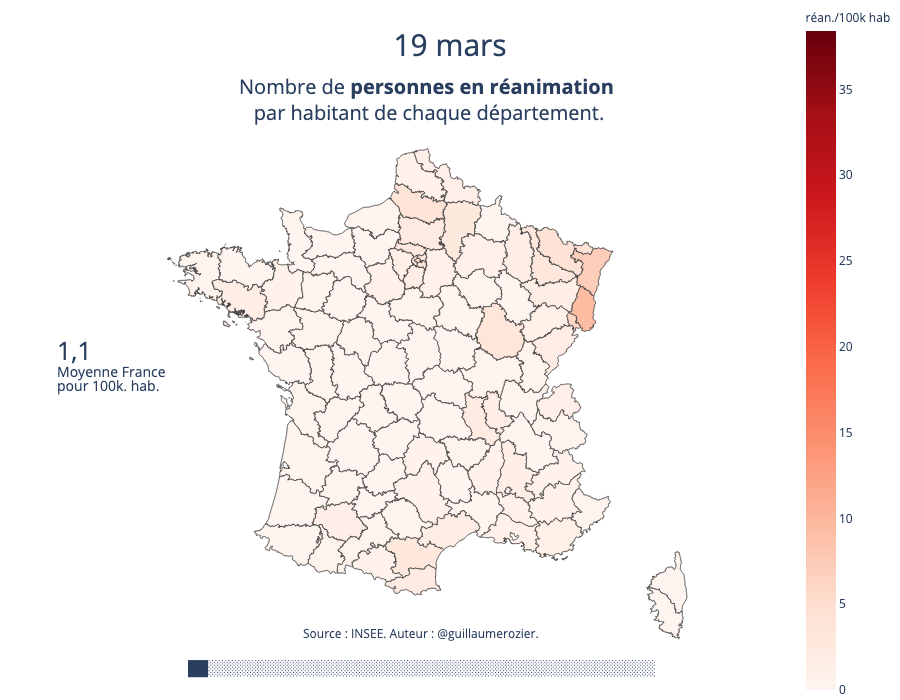 réan./100k hab
19 mars
Nombre de personnes en réanimation
par habitant de chaque département.
35
30
25
20
15
10
5
0
1,1
Moyenne France
pour 100k. hab.
Source : INSEE. Auteur : @guillaumerozier.